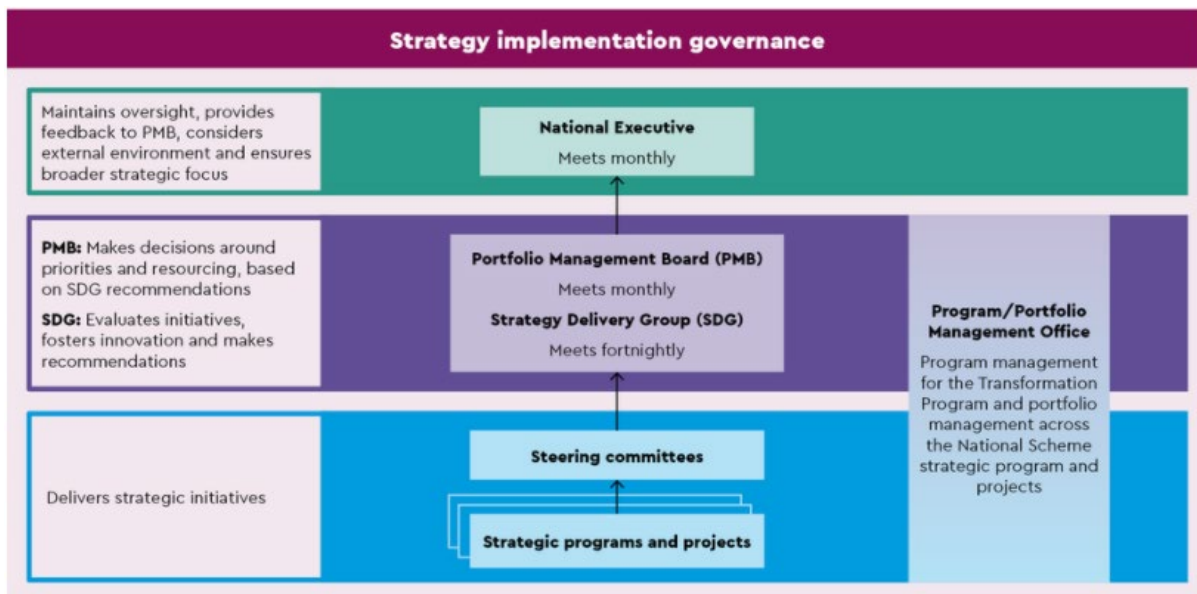 Strategy implementation governance
Maintains oversight, provides
feedback to PMB, considers
external environment and ensures
broader strategic focus
National Executive
Meets monthly
PMB: Makes decisions around
priorities and resourcing, based
on SDG recommendations
SDG: Evaluates initiatives,
fosters innovation and makes
recommendations
Portfolio Management Board (PMB)
Meets monthly
Strategy Delivery Group (SDG)
Meets fortnightly
Program/Portfolio
Management Office
Program management
for the Transformation
Program and portfolio
management across
the National Scheme
strategic program and
projects
Delivers strategic initiatives
Steering committees
Strategic programs and projects